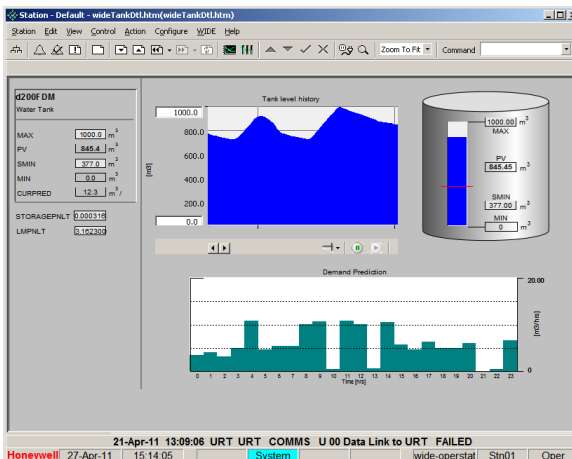 Station - Default - wideTankDtl.htm(wideTankDtl.htm)
Station Edit View Control Action Configure WIDE Help
Zoom To Fit Command
d200FDM
Water Tank
MAX 1000.0 m3
PV 845.4 m3
SMIN 377.0 m3
MIN 0.0 m3
CURPRED 12.3 m3/
STORAGEPNLT 0.000316
LMPNLT 3.162300
Tank level history
1000.0
800.0
600.0
400.0
200.0
0.0
[m3]
1000.00 m3
MAX
PV
845.45 m3
SMIN
377.00 m3
MIN
0 m3
Demand Prediction
20.00
0
[m3/hrs]
0 1 2 3 4 5 6 7 8 9 10 11 12 13 14 15 16 17 18 19 20 21 22 23
Time [hrs]
21-Apr-11 13:09:06 URT URT COMMS U 00 Data Link to URT FAILED
Honeywell 27-Apr-11 15:14:05 System wide-operstat Stn01 Oper